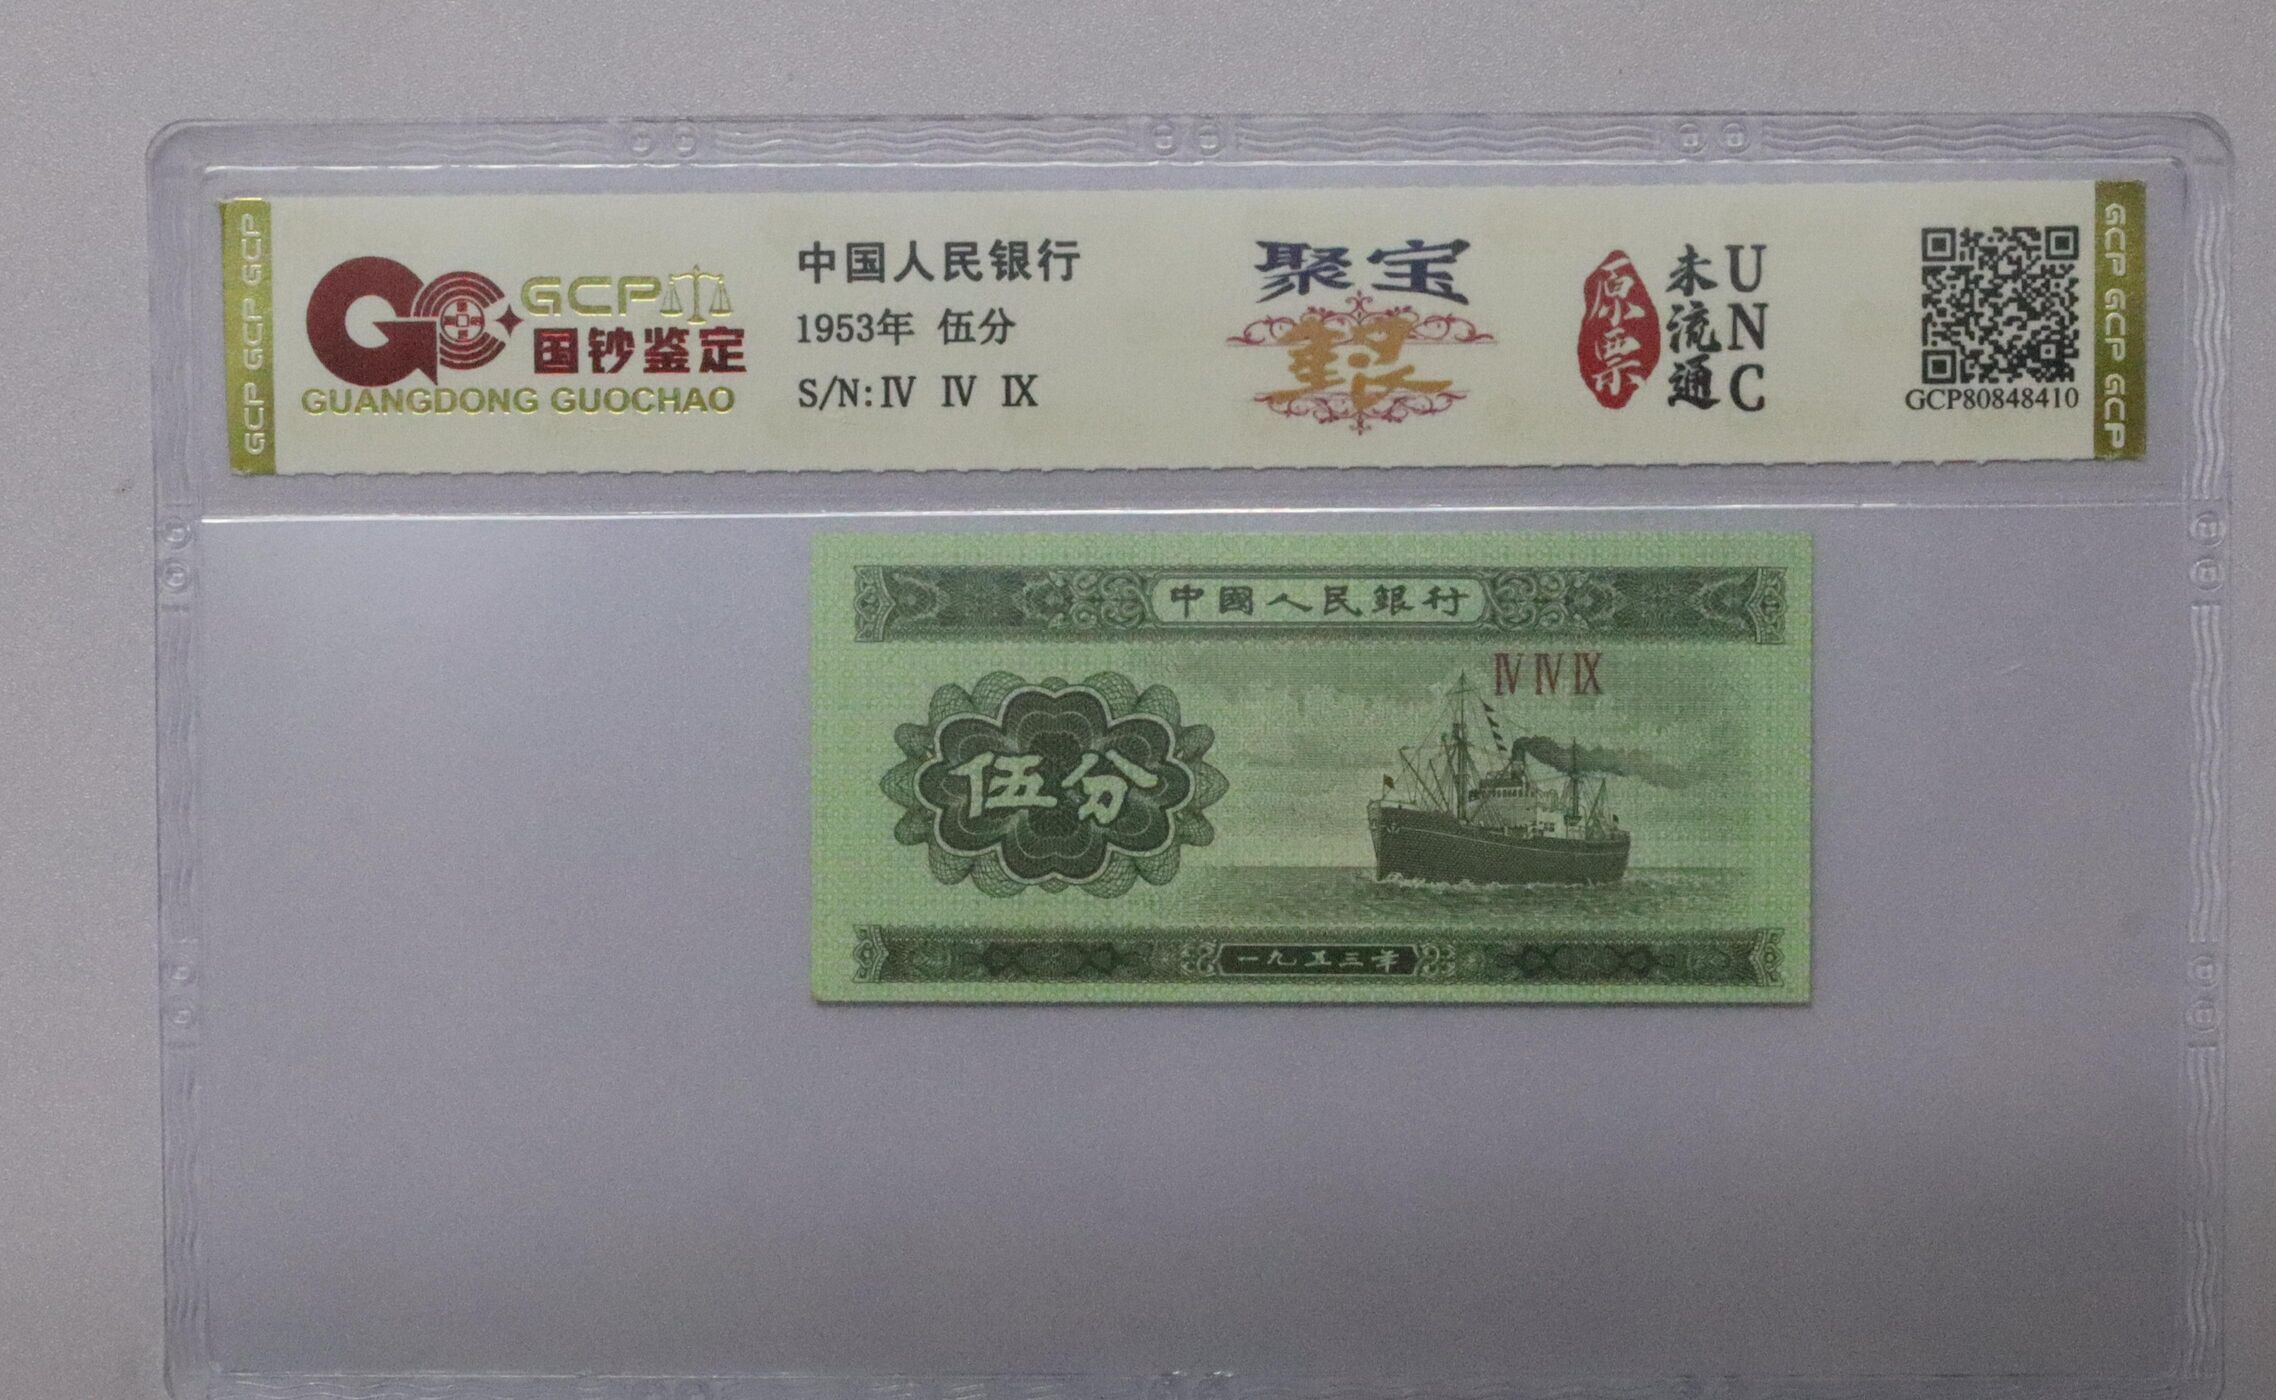 GCP
国钞鉴定
GUANGDONG GUOCHAO
中国人民银行
1953年 伍分
S/N:Ⅳ Ⅳ Ⅸ
聚宝
原票
未流通
UNC
GCP80848410
GCP GCP GCP
GCP GCP GCP
中國人民銀行
Ⅳ Ⅳ Ⅸ
伍分
一九五三年